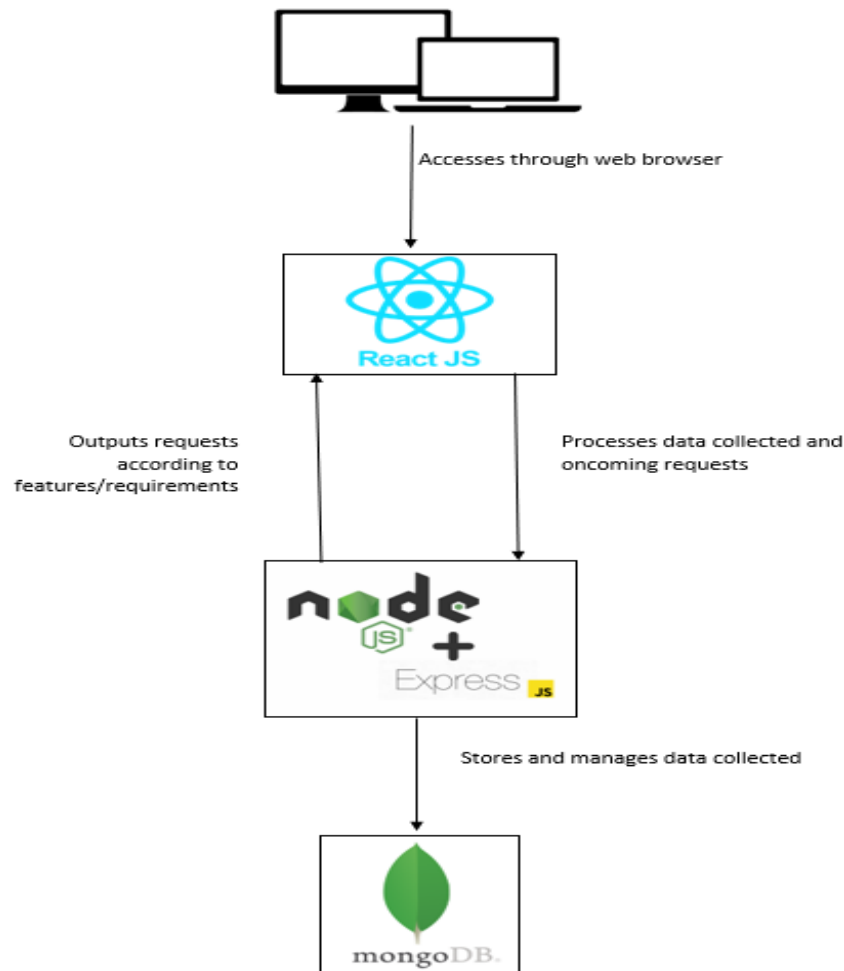 Accesses through web browser
React JS
Outputs requests
according to
features/requirements
Processes data collected and
oncoming requests
node
JS
+
Express JS
Stores and manages data collected
mongoDB.